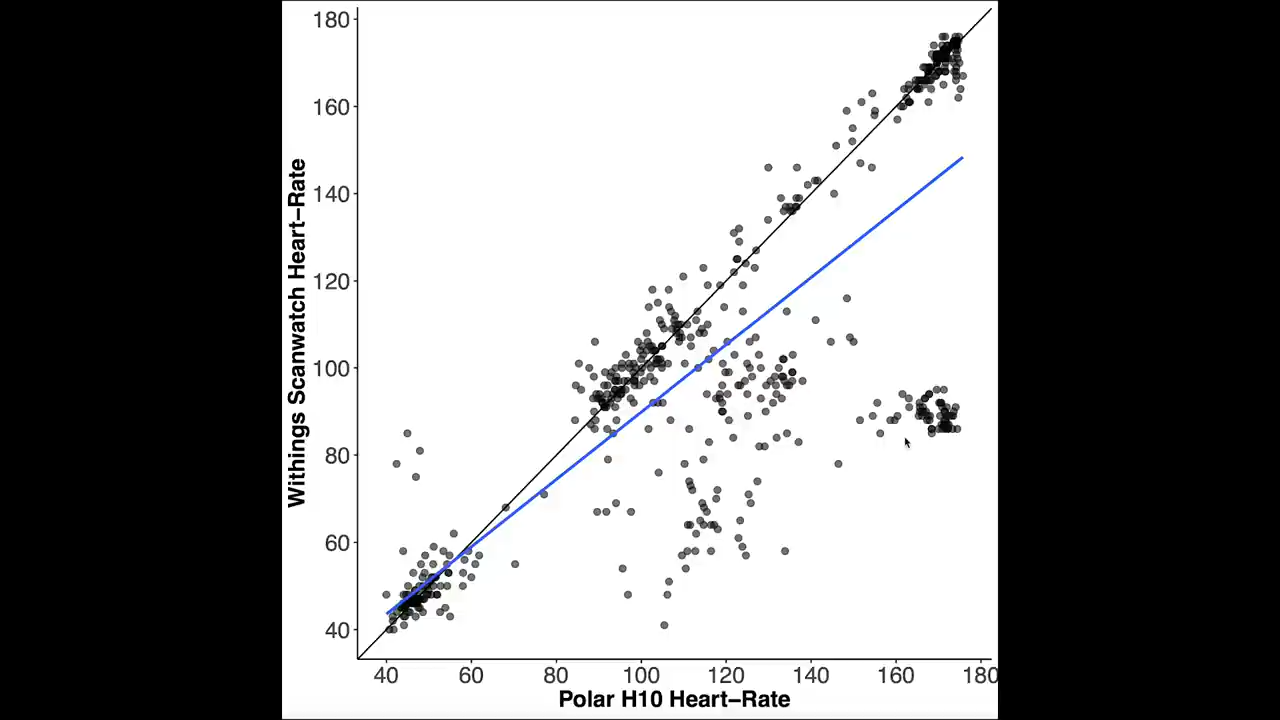 180
160
140
120
100
80
60
40
Withings Scanwatch Heart−Rate
40 60 80 100 120 140 160 180
Polar H10 Heart−Rate